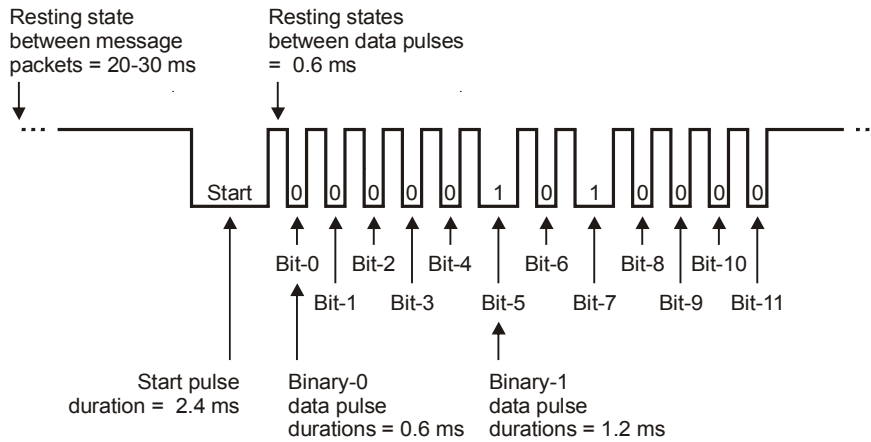 Resting state
between message
packets = 20-30 ms
Resting states
between data pulses
= 0.6 ms
Start 0 0 0 0 0 1 0 1 0 0 0 0
Bit-0 Bit-2 Bit-4 Bit-6 Bit-8 Bit-10
Bit-1 Bit-3 Bit-5 Bit-7 Bit-9 Bit-11
Start pulse
duration = 2.4 ms
Binary-0
data pulse
durations = 0.6 ms
Binary-1
data pulse
durations = 1.2 ms